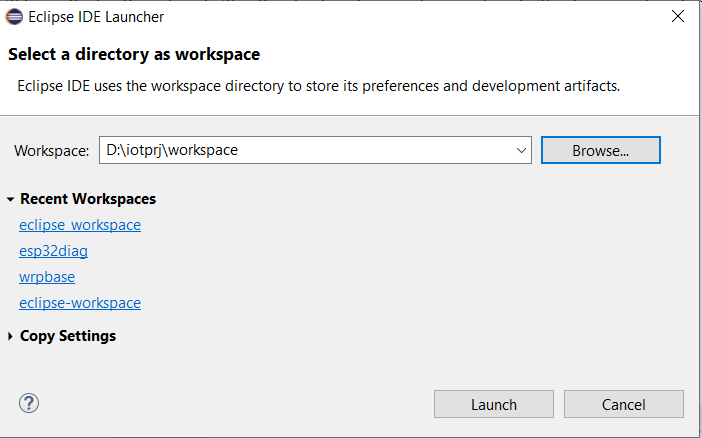 Eclipse IDE Launcher
Select a directory as workspace
Eclipse IDE uses the workspace directory to store its preferences and development artifacts.
Workspace: D:\iotprj\workspace Browse...
Recent Workspaces
eclipse_workspace
esp32diag
wrpbase
eclipse-workspace
Copy Settings
? Launch Cancel